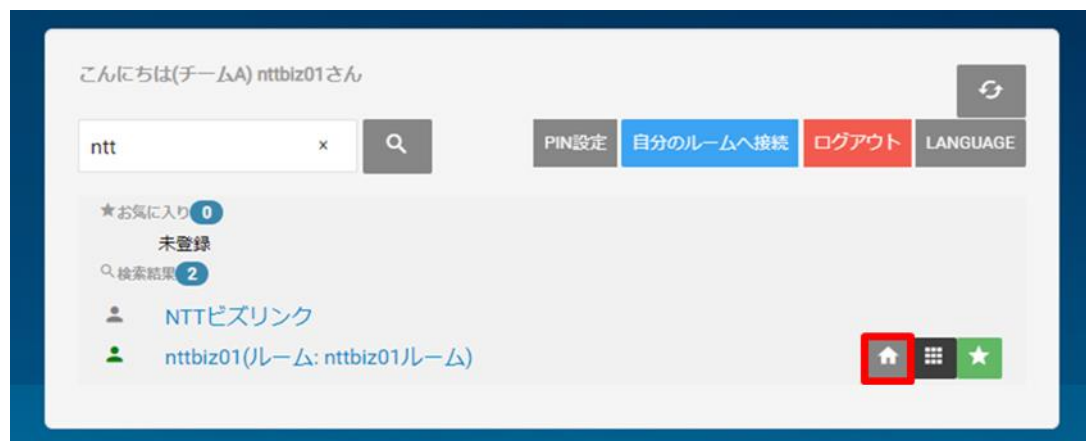 こんにちは(チームA) nttbiz01さん
ntt ×
PIN設定 自分のルームへ接続 ログアウト LANGUAGE
★お気に入り 0
未登録
検索結果 2
NTTビズリンク
nttbiz01(ルーム: nttbiz01ルーム)